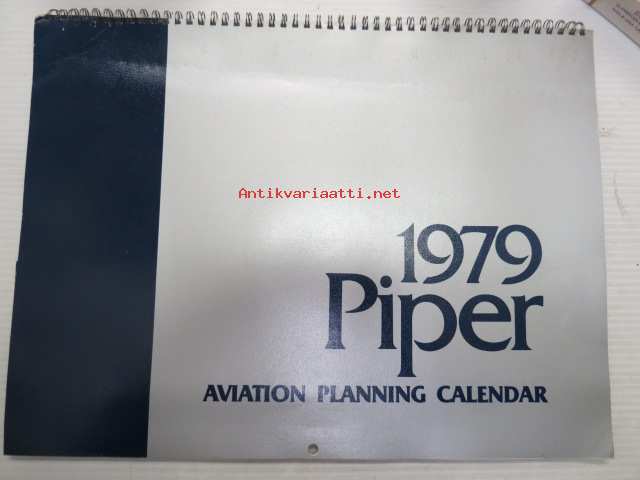 Antikvariaatti.net
1979
Piper
AVIATION PLANNING CALENDAR